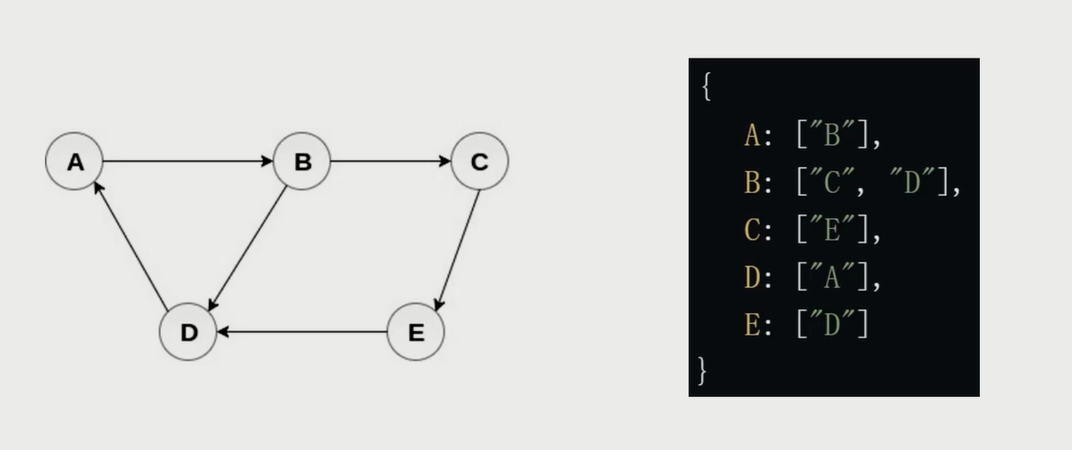 A B C
D E
{
A: ["B"],
B: ["C", "D"],
C: ["E"],
D: ["A"],
E: ["D"]
}